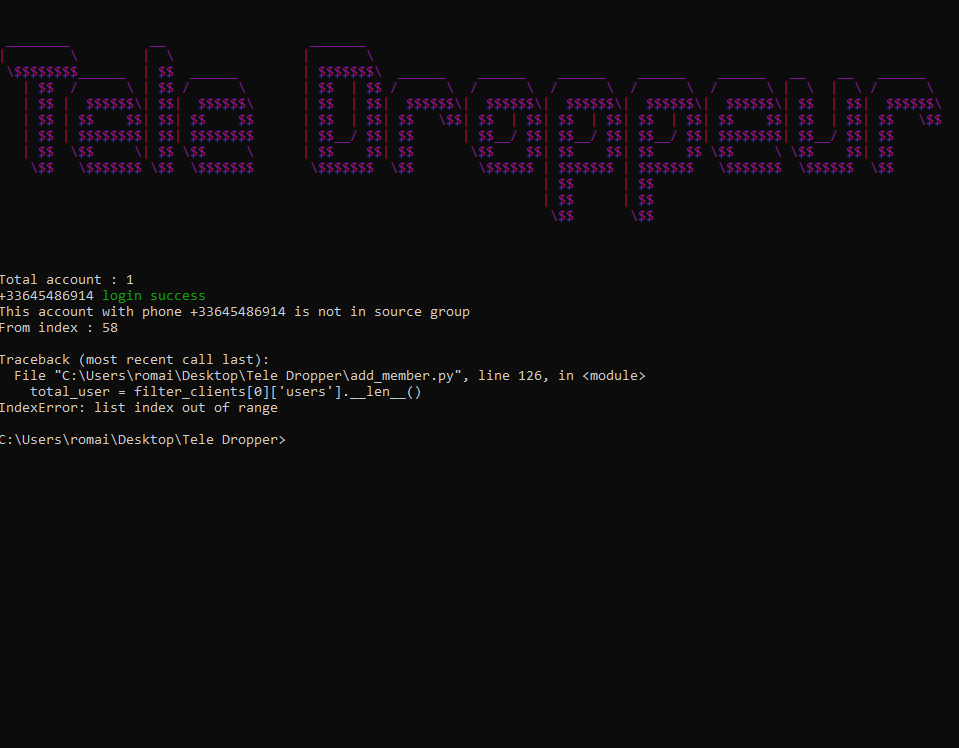 Tele Droppeur
Total account : 1
+33645486914 login success
This account with phone +33645486914 is not in source group
From index : 58
Traceback (most recent call last):
  File "C:\Users\romai\Desktop\Tele Dropper\add_member.py", line 126, in <module>
    total_user = filter_clients[0]['users'].__len__()
IndexError: list index out of range
C:\Users\romai\Desktop\Tele Dropper>